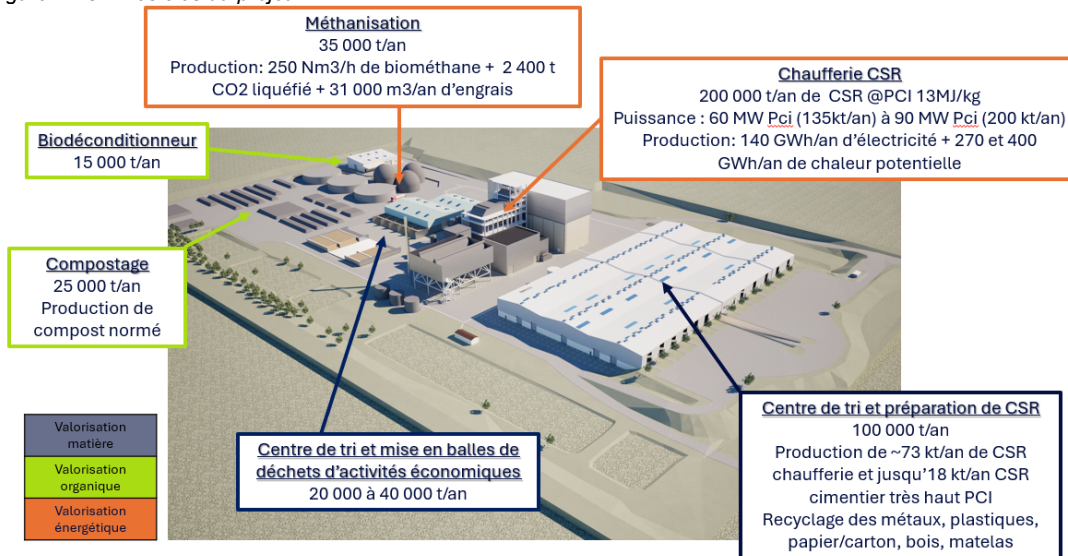 Méthanisation
35 000 t/an
Production: 250 Nm3/h de biométhane + 2 400 t
CO2 liquéfié + 31 000 m3/an d'engrais
Chaufferie CSR
200 000 t/an de CSR @PCI 13MJ/kg
Puissance : 60 MW Pci (135kt/an) à 90 MW Pci (200 kt/an)
Production: 140 GWh/an d'électricité + 270 et 400
GWh/an de chaleur potentielle
Biodéconditionneur
15 000 t/an
Compostage
25 000 t/an
Production de
compost normé
Valorisation
matière
Valorisation
organique
Valorisation
énergétique
Centre de tri et mise en balles de
déchets d'activités économiques
20 000 à 40 000 t/an
Centre de tri et préparation de CSR
100 000 t/an
Production de ~73 kt/an de CSR
chaufferie et jusqu'18 kt/an CSR
cimentier très haut PCI
Recyclage des métaux, plastiques,
papier/carton, bois, matelas